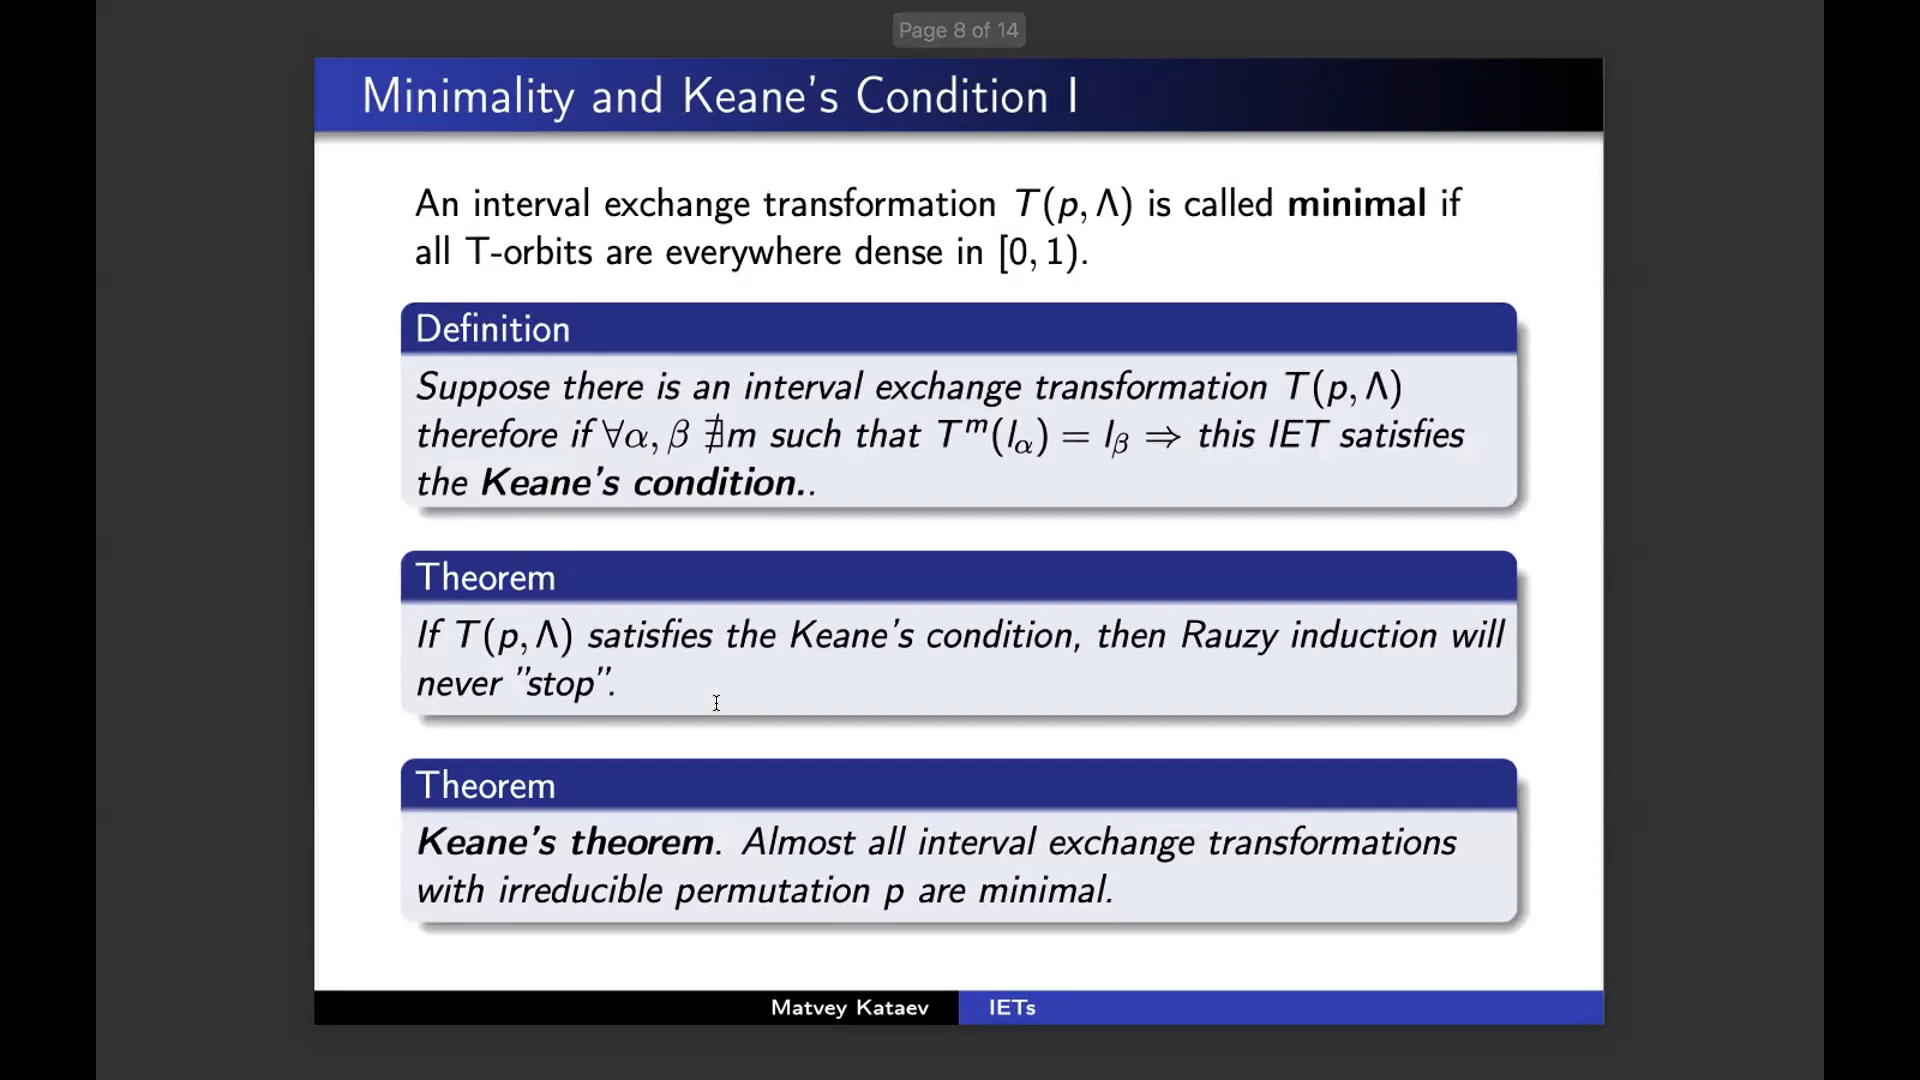 Page 8 of 14
Minimality and Keane's Condition I
An interval exchange transformation T(p, Λ) is called minimal if
all T-orbits are everywhere dense in [0, 1).
Definition
Suppose there is an interval exchange transformation T(p, Λ)
therefore if ∀α, β ∄m such that Tᵐ(I_α) = I_β ⇒ this IET satisfies
the Keane's condition..
Theorem
If T(p, Λ) satisfies the Keane's condition, then Rauzy induction will
never "stop".
Theorem
Keane's theorem. Almost all interval exchange transformations
with irreducible permutation p are minimal.
Matvey Kataev IETs